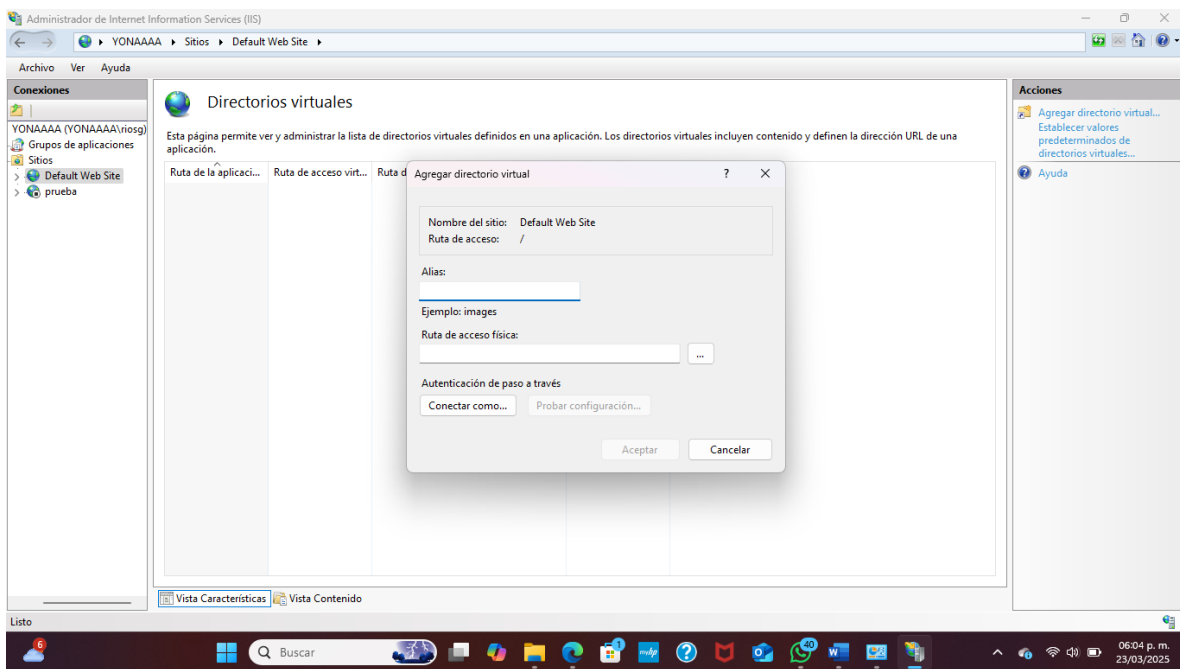 Administrador de Internet Information Services (IIS)
YONAAAA
Sitios
Default Web Site
Archivo Ver Ayuda
Conexiones
YONAAAA (YONAAAA\riosg)
Grupos de aplicaciones
Sitios
Default Web Site
prueba
Directorios virtuales
Esta página permite ver y administrar la lista de directorios virtuales definidos en una aplicación. Los directorios virtuales incluyen contenido y definen la dirección URL de una
aplicación.
Ruta de la aplicaci... Ruta de acceso virt... Ruta d
Agregar directorio virtual ?
Nombre del sitio: Default Web Site
Ruta de acceso: /
Alias:
Ejemplo: images
Ruta de acceso física:
...
Autenticación de paso a través
Conectar como... Probar configuración...
Aceptar Cancelar
Vista Características Vista Contenido
Acciones
Agregar directorio virtual...
Establecer valores
predeterminados de
directorios virtuales...
Ayuda
Listo
6
Buscar
myhp
40
06:04 p. m.
23/03/2025